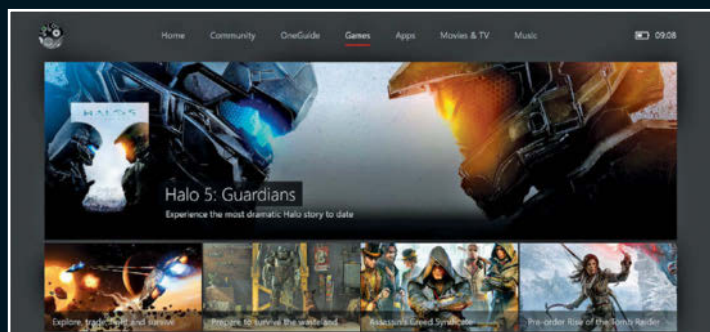 Home Community OneGuide Games Apps Movies & TV Music 09:08
HALO 5
Halo 5: Guardians
Experience the most dramatic Halo story to date
Explore, trade, fight and survive Prepare to survive the wasteland Assassin's Creed Syndicate Pre-order Rise of the Tomb Raider